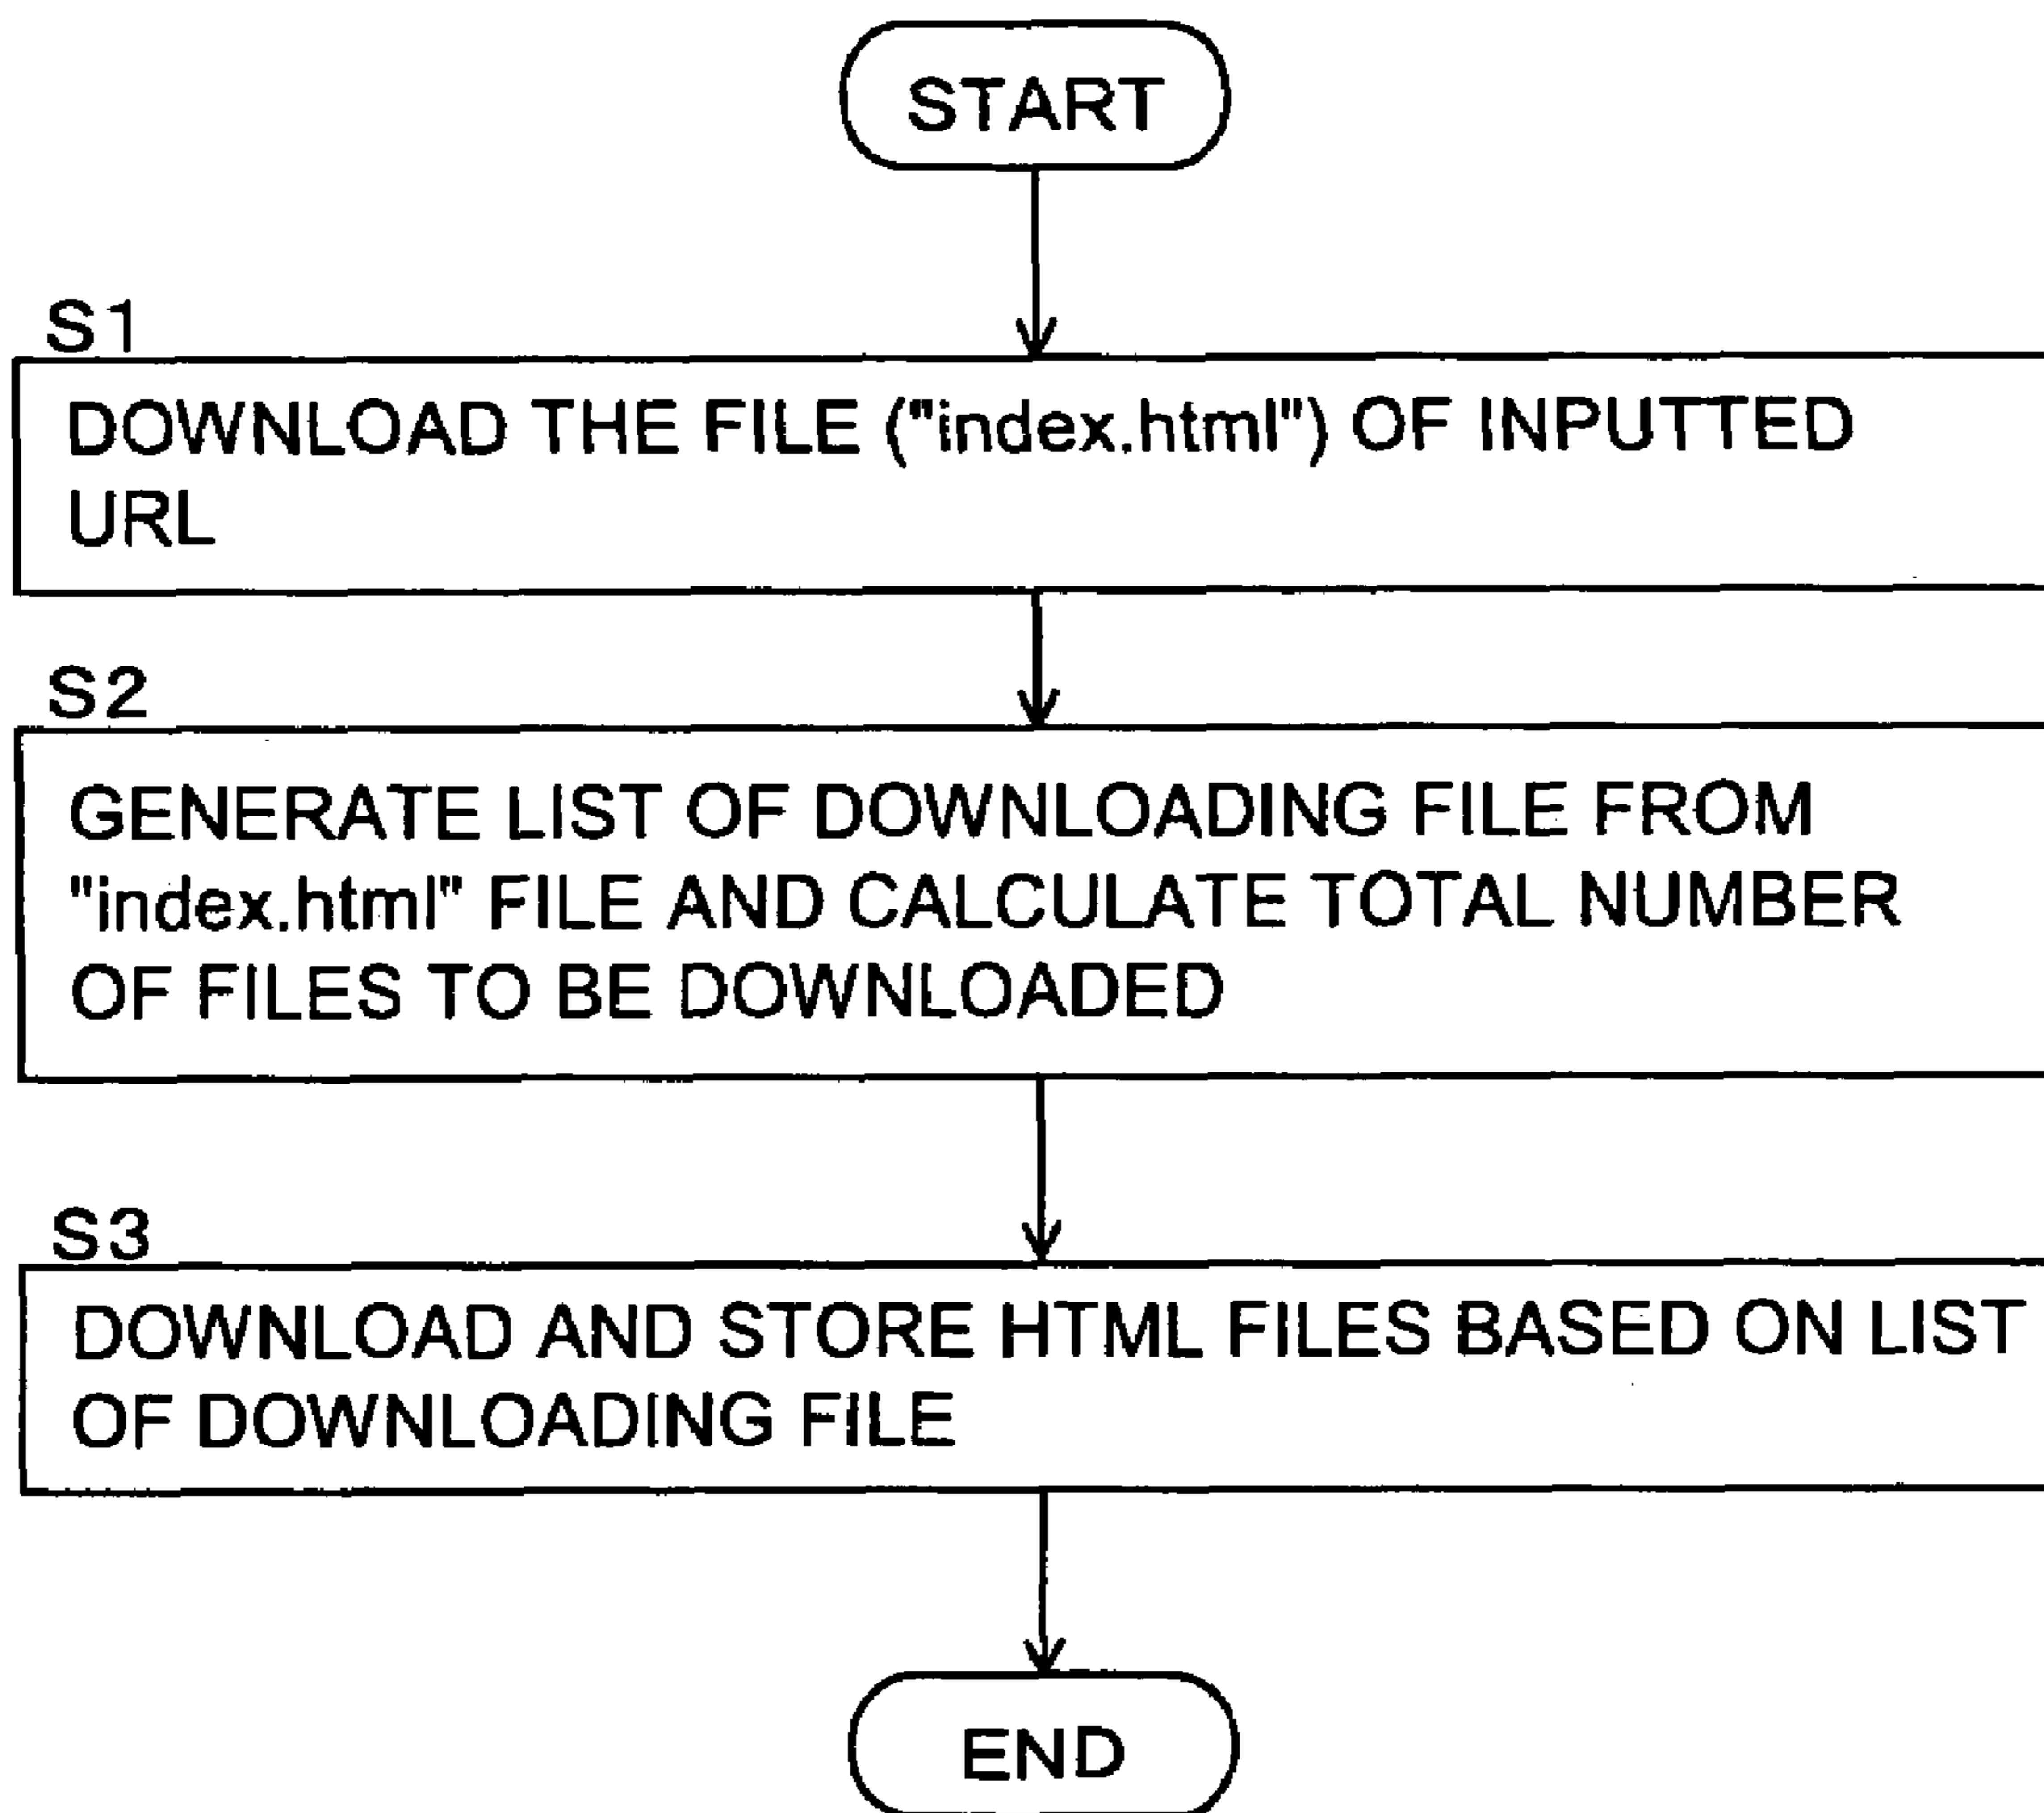 START
S1
DOWNLOAD THE FILE ("index.html") OF INPUTTED
URL
S2
GENERATE LIST OF DOWNLOADING FILE FROM
"index.html" FILE AND CALCULATE TOTAL NUMBER
OF FILES TO BE DOWNLOADED
S3
DOWNLOAD AND STORE HTML FILES BASED ON LIST
OF DOWNLOADING FILE
END